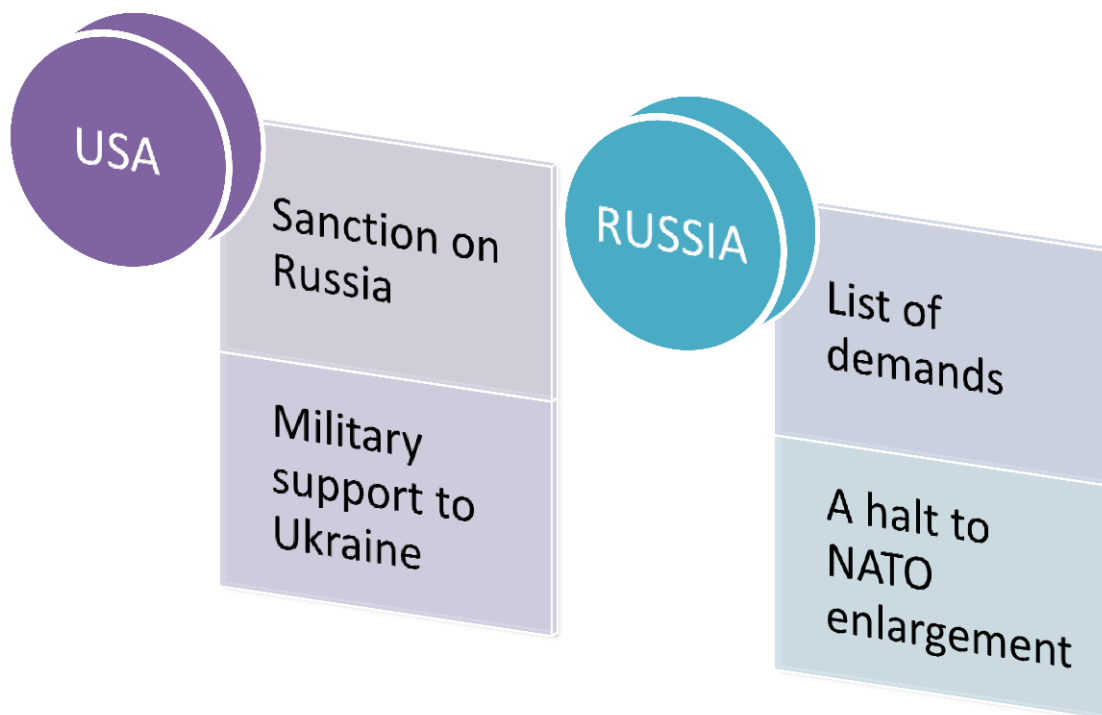 USA
Sanction on
Russia
Military
support to
Ukraine
RUSSIA
List of
demands
A halt to
NATO
enlargement